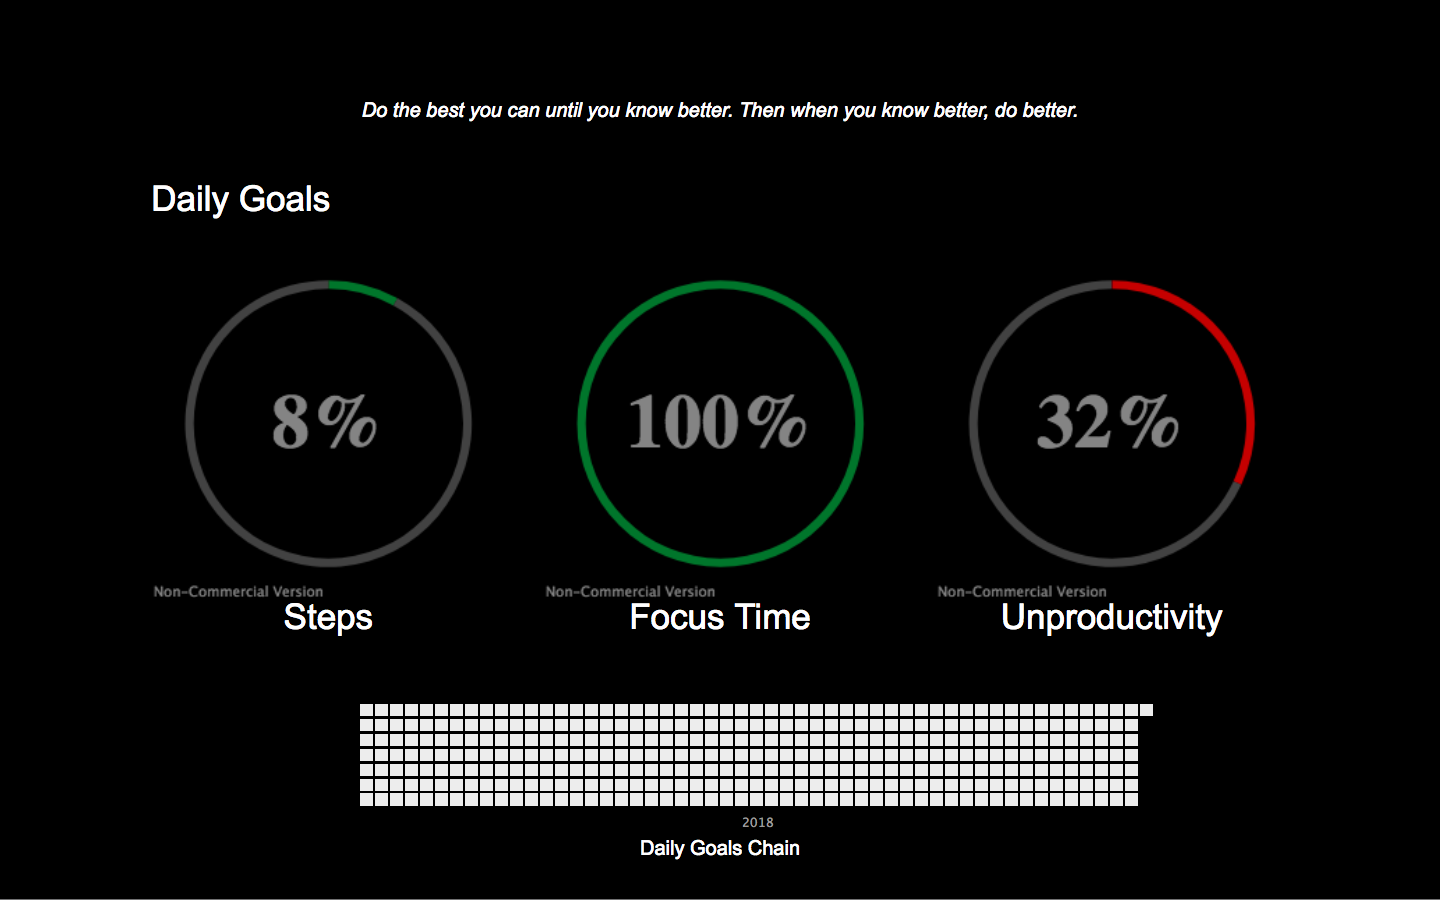 Do the best you can until you know better. Then when you know better, do better.
Daily Goals
8%
100%
32%
Non-Commercial Version
Non-Commercial Version
Non-Commercial Version
Steps
Focus Time
Unproductivity
2018
Daily Goals Chain